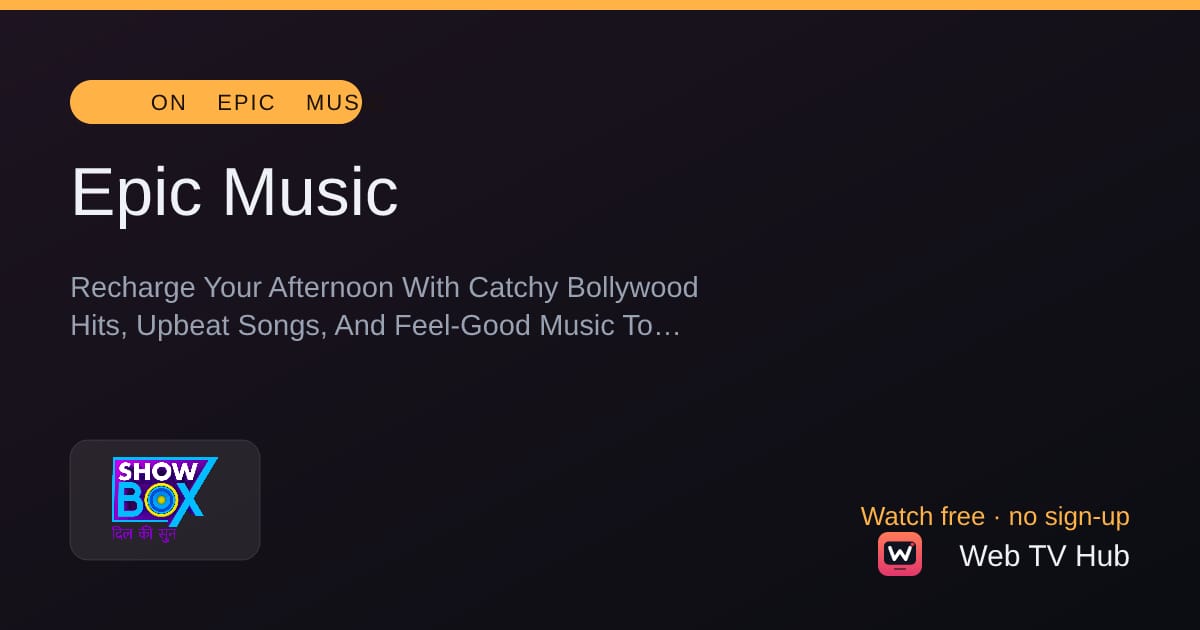 ON EPIC MUS
Epic Music
Recharge Your Afternoon With Catchy Bollywood
Hits, Upbeat Songs, And Feel-Good Music To…
SHOW
BOX
दिल की सुन
Watch free · no sign-up
W
Web TV Hub